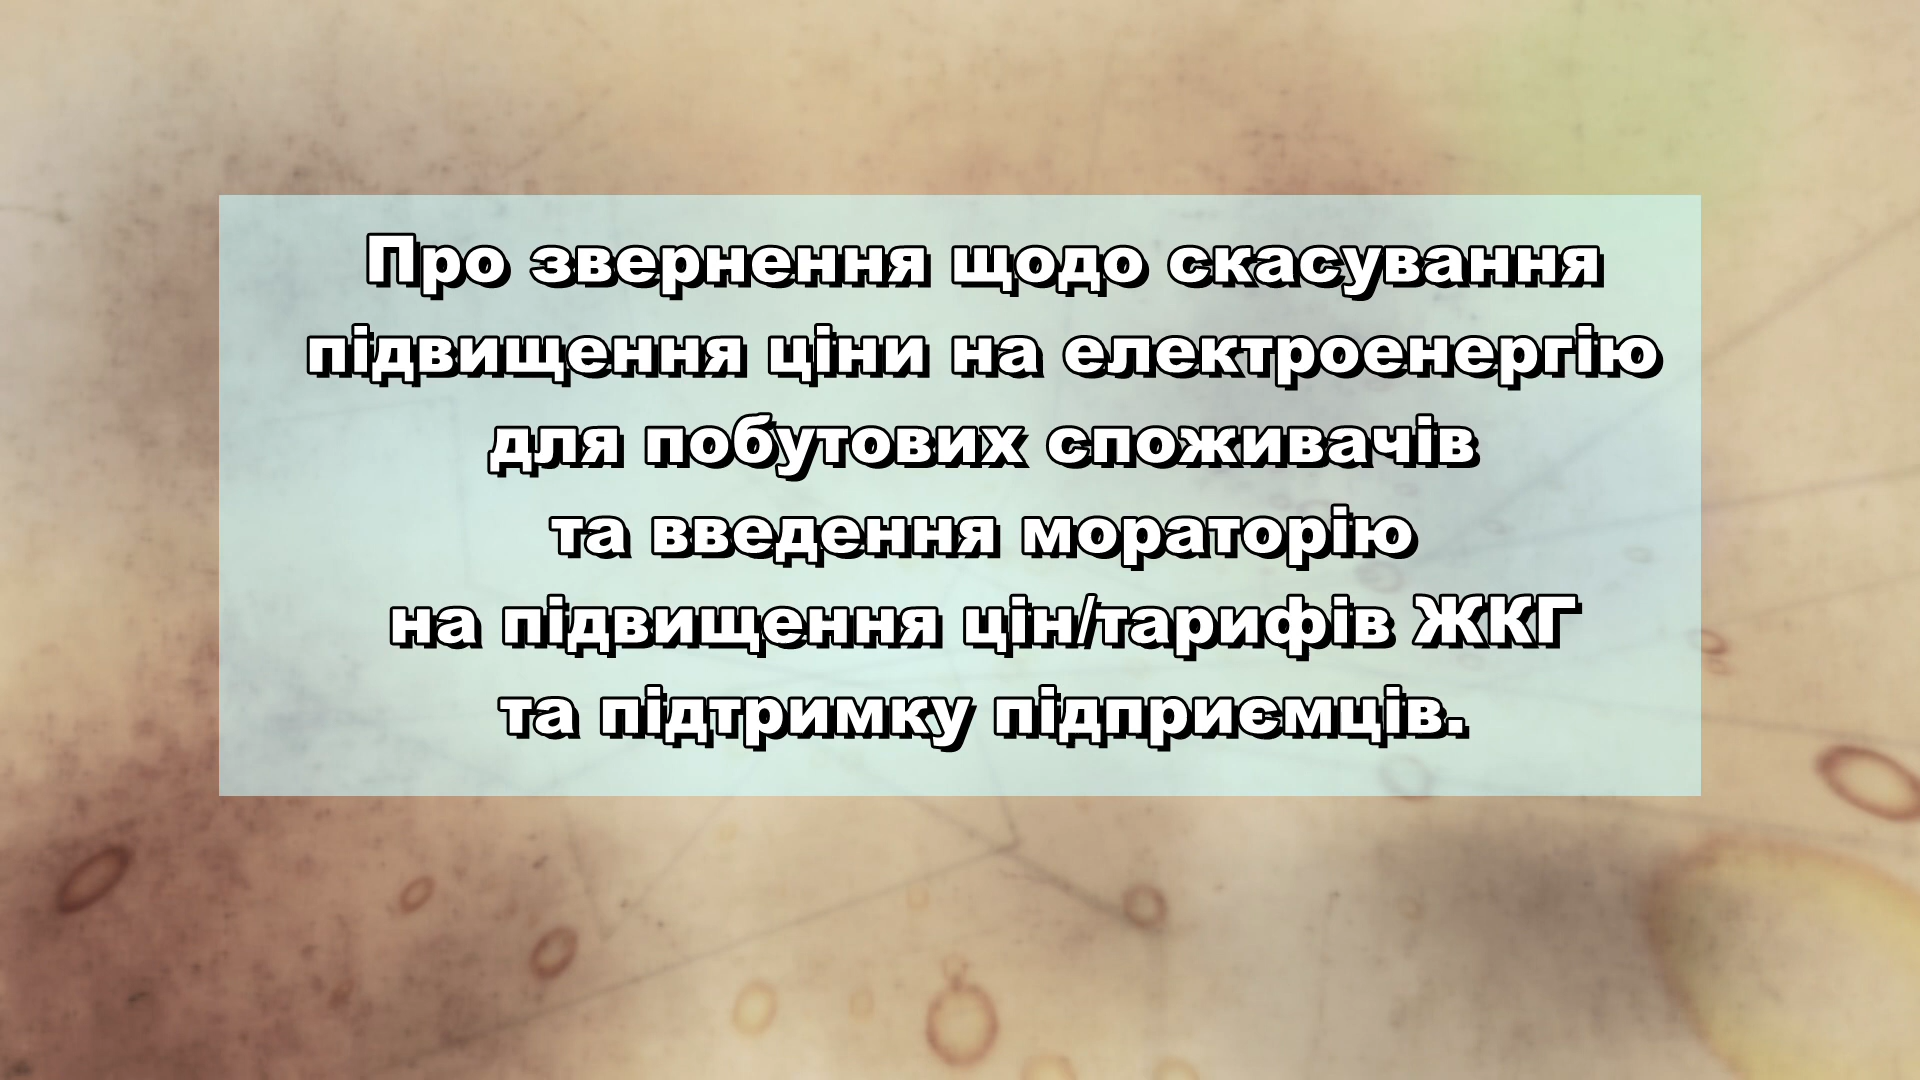 Про звернення щодо скасування
підвищення ціни на електроенергію
для побутових споживачів
та введення мораторію
на підвищення цін/тарифів ЖКГ
та підтримку підприємців.